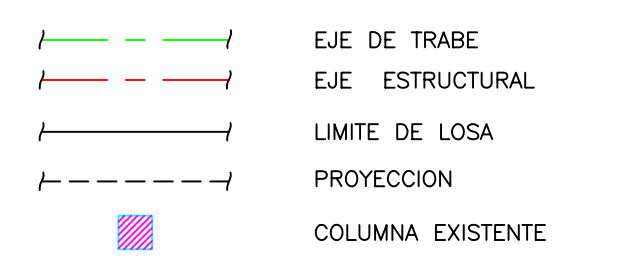 EJE DE TRABE
EJE ESTRUCTURAL
LIMITE DE LOSA
PROYECCION
COLUMNA EXISTENTE